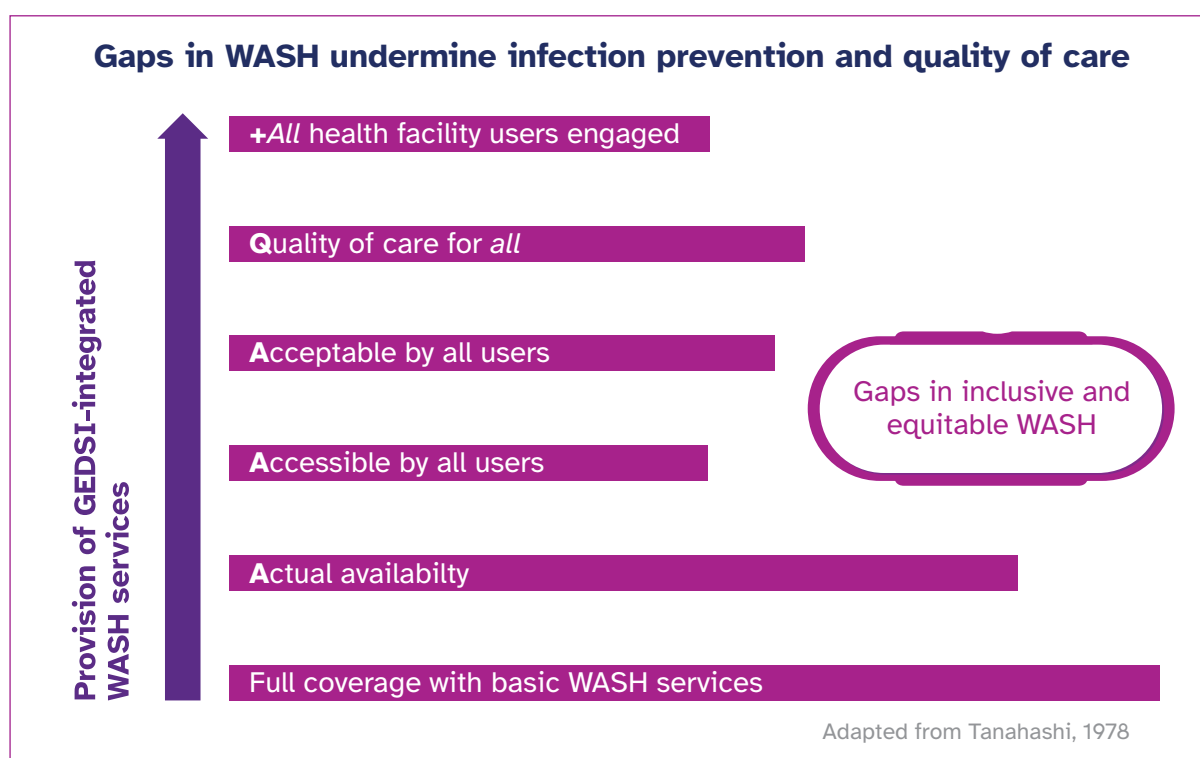 Gaps in WASH undermine infection prevention and quality of care
Provision of GEDSI-integrated
WASH services
+All health facility users engaged
Quality of care for all
Acceptable by all users
Accessible by all users
Actual availabilty
Full coverage with basic WASH services
Gaps in inclusive and
equitable WASH
Adapted from Tanahashi, 1978